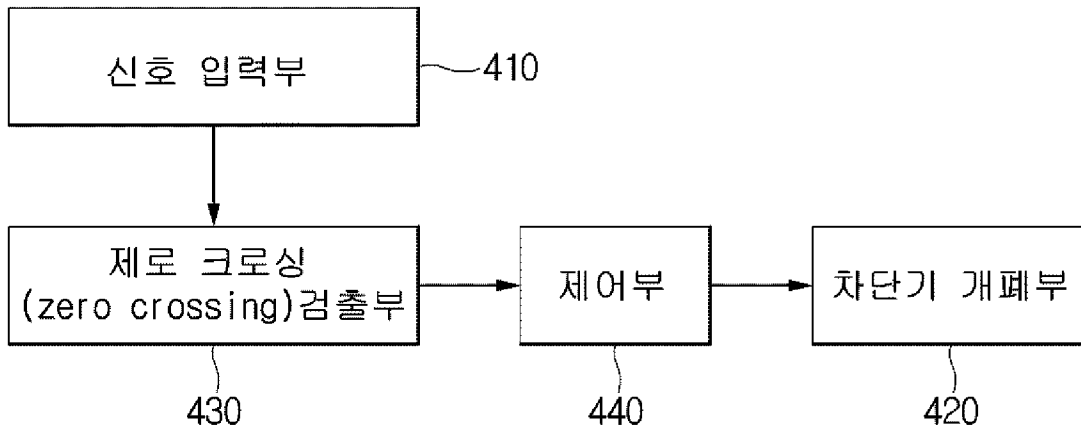 신호 입력부
410
제로 크로싱
(zero crossing)검출부
제어부
차단기 개폐부
430
440
420